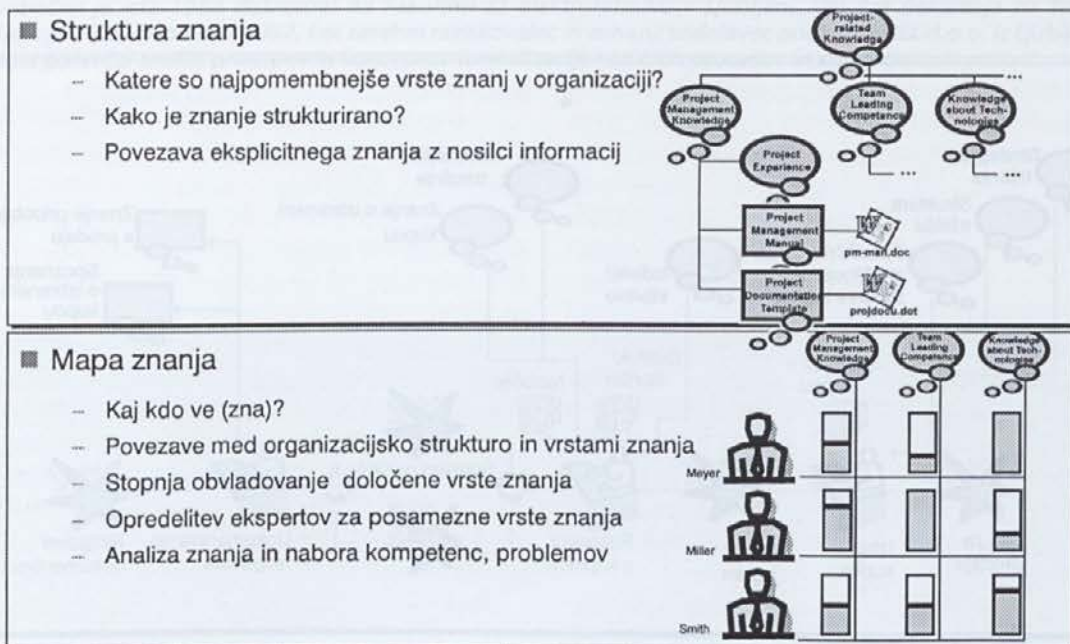 Struktura znanja
Katere so najpomembnejše vrste znanj v organizaciji?
Kako je znanje strukturirano?
Povezava eksplicitnega znanja z nosilci informacij
Project-
related
Knowledge
...
Project
Management
Knowledge
Team
Leading
Competence
Knowledge
about Tech-
nologies
...
...
Project
Experience
Project
Management
Manual
pm-man.doc
Project
Documentation
Template
projdocu.dot
Mapa znanja
Kaj kdo ve (zna)?
Povezave med organizacijsko strukturo in vrstami znanja
Stopnja obvladovanje določene vrste znanja
Opredelitev ekspertov za posamezne vrste znanja
Analiza znanja in nabora kompetenc, problemov
Project
Management
Knowledge
Team
Leading
Competence
Knowledge
about Tech-
nologies
Meyer
Miller
Smith